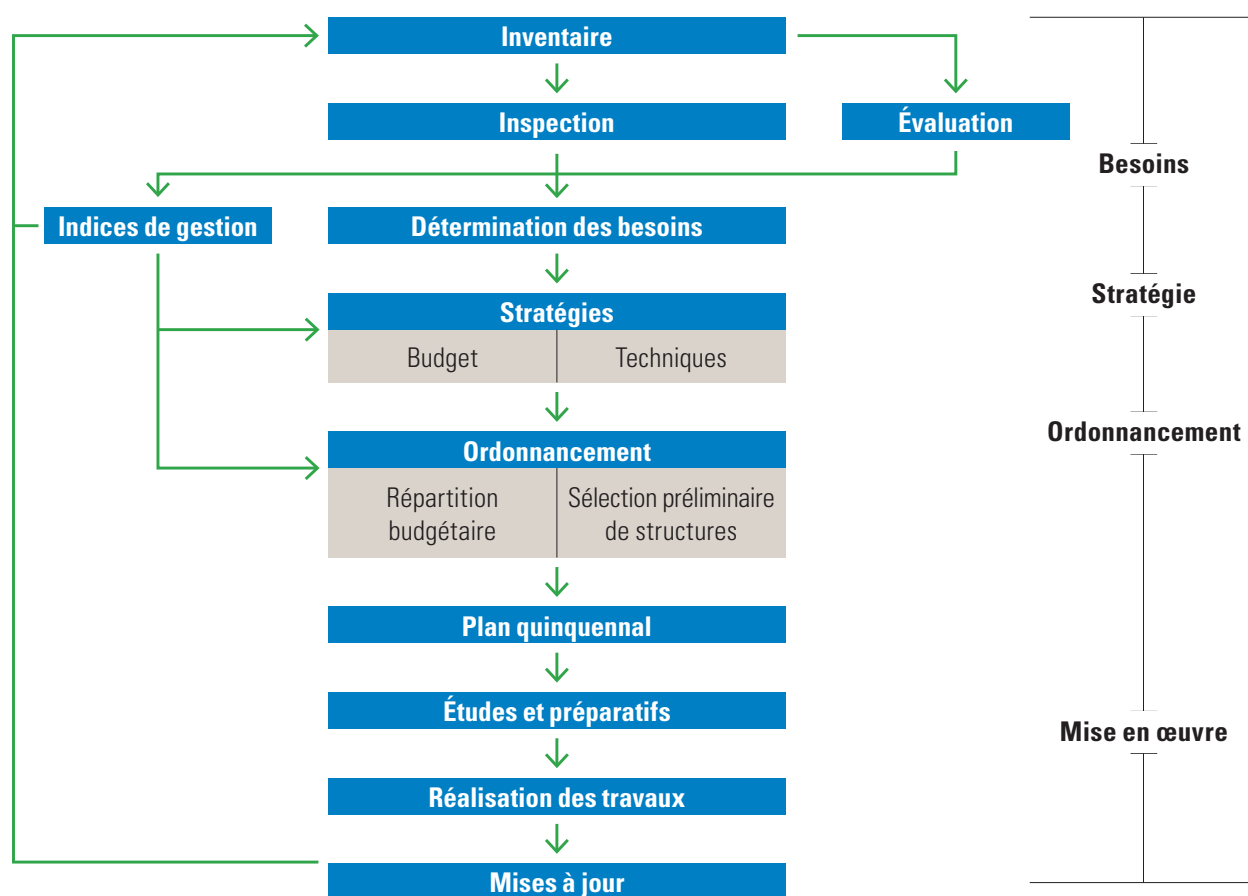 Inventaire
Inspection
Évaluation
Indices de gestion
Détermination des besoins
Stratégies
Budget
Techniques
Ordonnancement
Répartition
budgétaire
Sélection préliminaire
de structures
Plan quinquennal
Études et préparatifs
Réalisation des travaux
Mises à jour
Besoins
Stratégie
Ordonnancement
Mise en œuvre